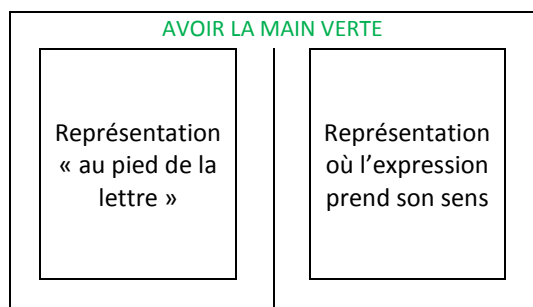 AVOIR LA MAIN VERTE
Représentation
« au pied de la
lettre »
Représentation
où l’expression
prend son sens